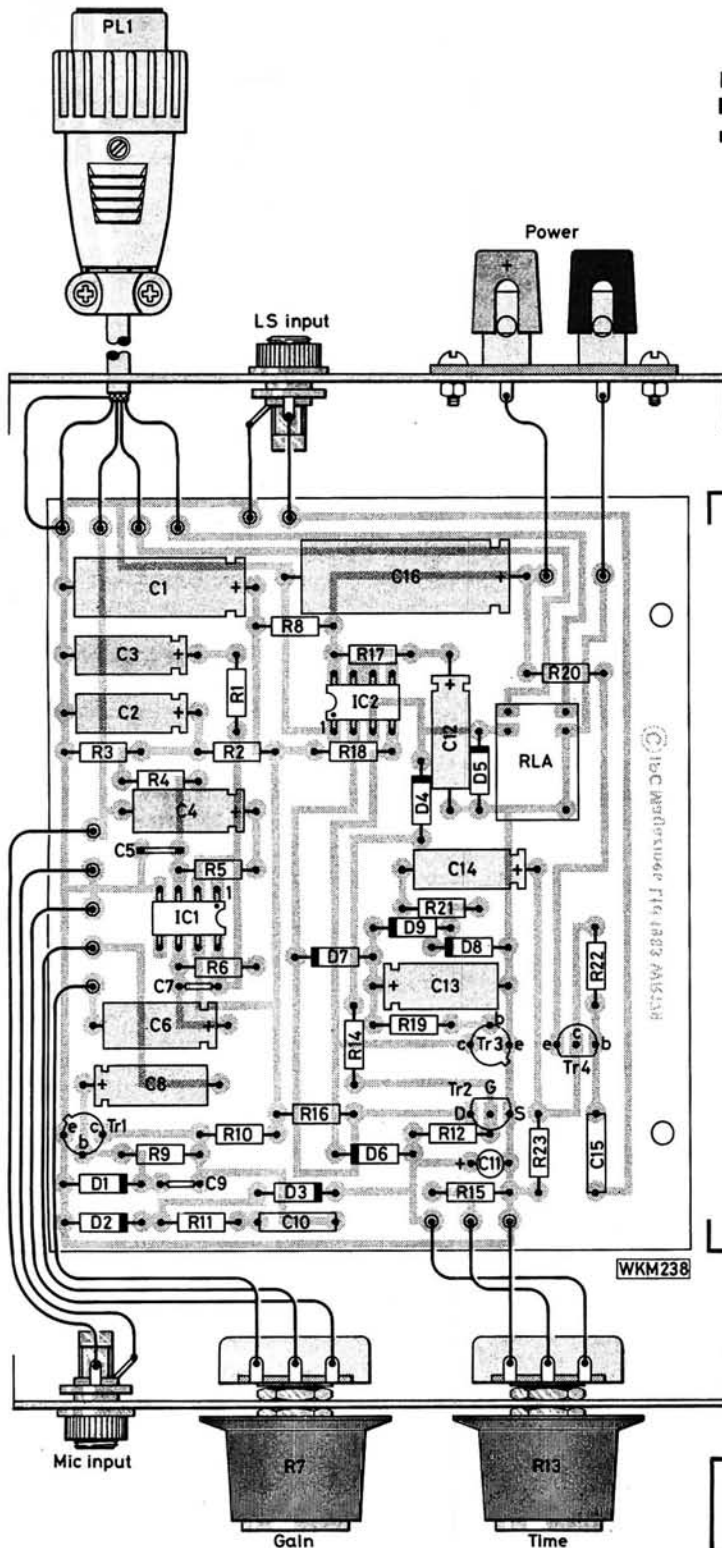 PL1
Power
+
LS input
C1
+
C16
+
R8
C3
+
R1
R17
IC2
1
+
C12
R20
C2
+
R3
R2
R18
D5
RLA
R4
D4
C4
+
C5
R5
1
C14
+
IC1
R21
D9
D8
R22
R6
D7
C7
+
C13
C6
+
R14
R19
b
c
Tr3
e
e
c
b
Tr4
+
C8
Tr2
G
D
S
e
c
b
Tr1
R16
R10
R12
R9
D6
+
C11
R23
C15
D1
C9
D3
R15
D2
R11
C10
WKM238
Mic input
R7
R13
Gain
Time